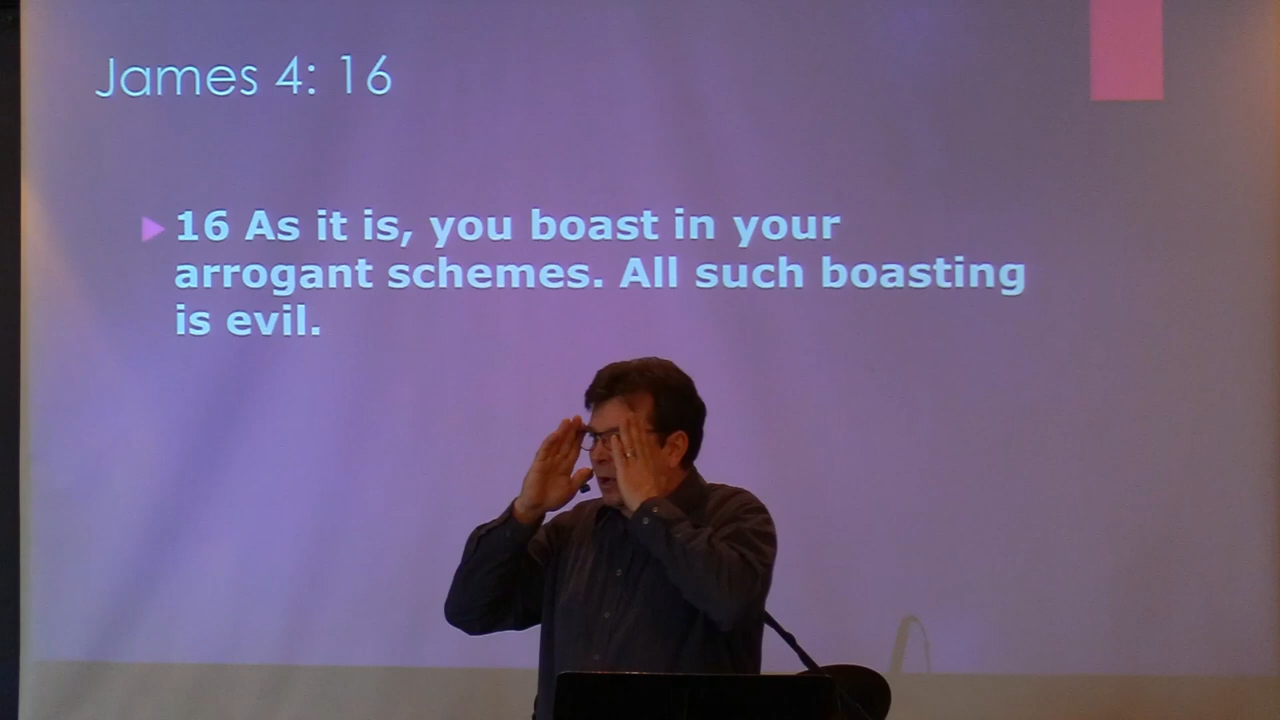 James 4: 16
16 As it is, you boast in your
arrogant schemes. All such boasting
is evil.